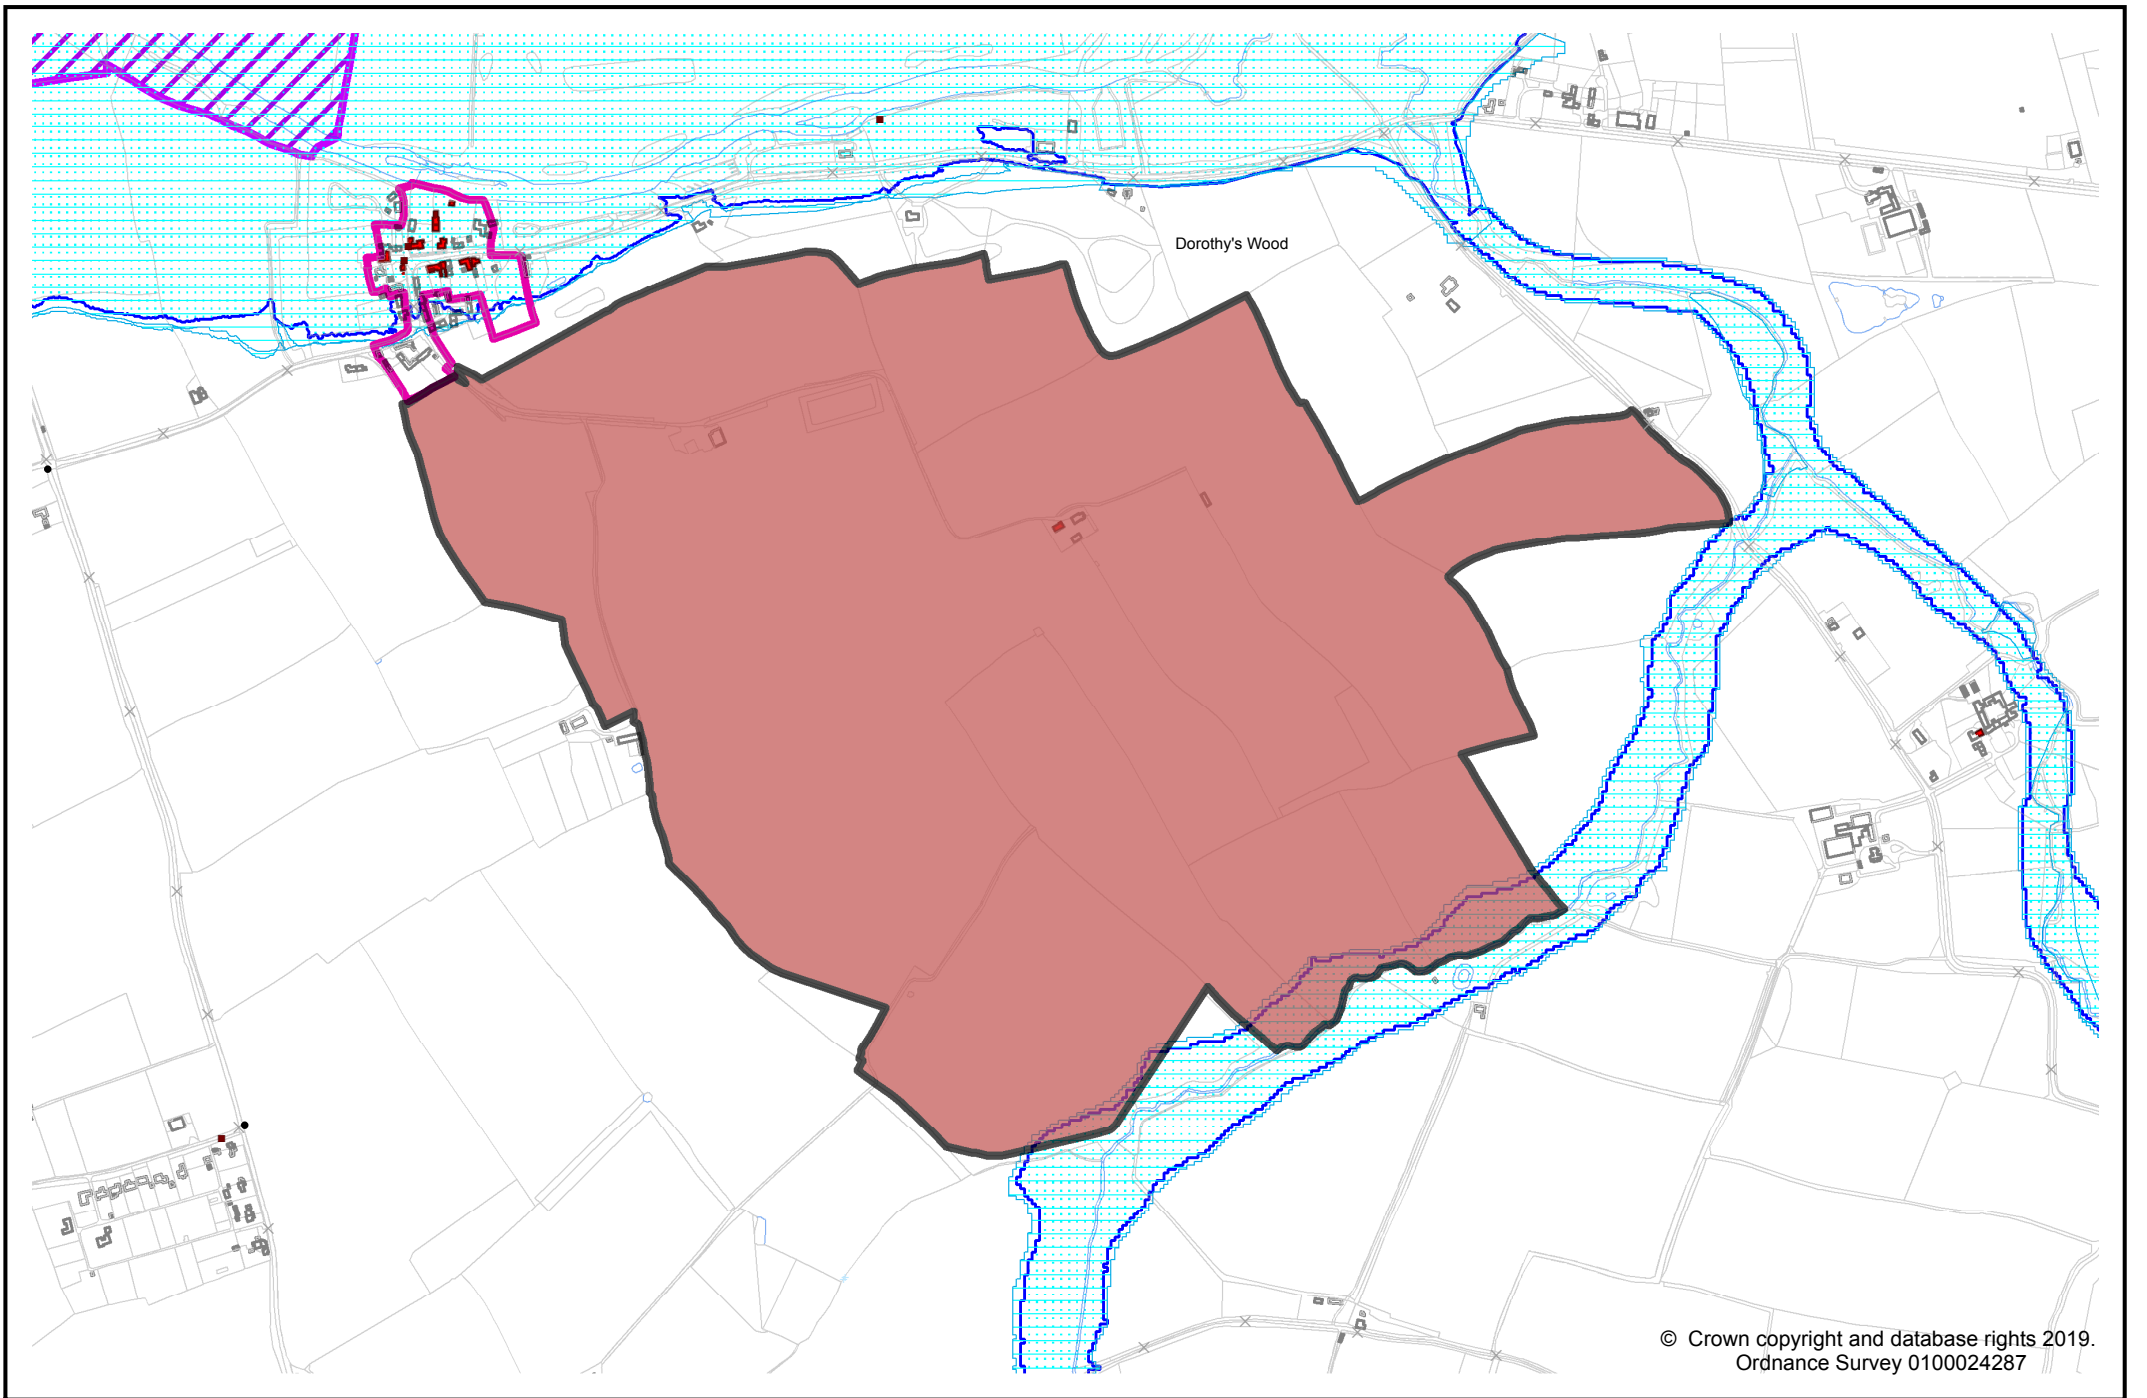 Dorothy's Wood
© Crown copyright and database rights 2019.
Ordnance Survey 0100024287